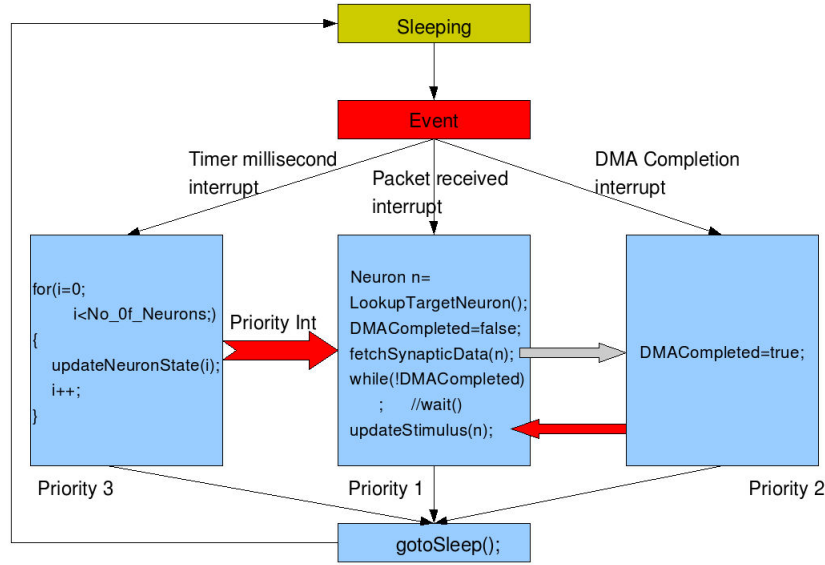 Sleeping
Event
Timer millisecond
interrupt
Packet received
interrupt
DMA Completion
interrupt
for(i=0;
i<No_0f_Neurons;)
{
updateNeuronState(i);
i++;
}
Priority Int
Neuron n=
LookupTargetNeuron();
DMACompleted=false;
fetchSynapticData(n);
while(!DMACompleted)
; //wait()
updateStimulus(n);
DMACompleted=true;
Priority 3
Priority 1
Priority 2
gotoSleep();